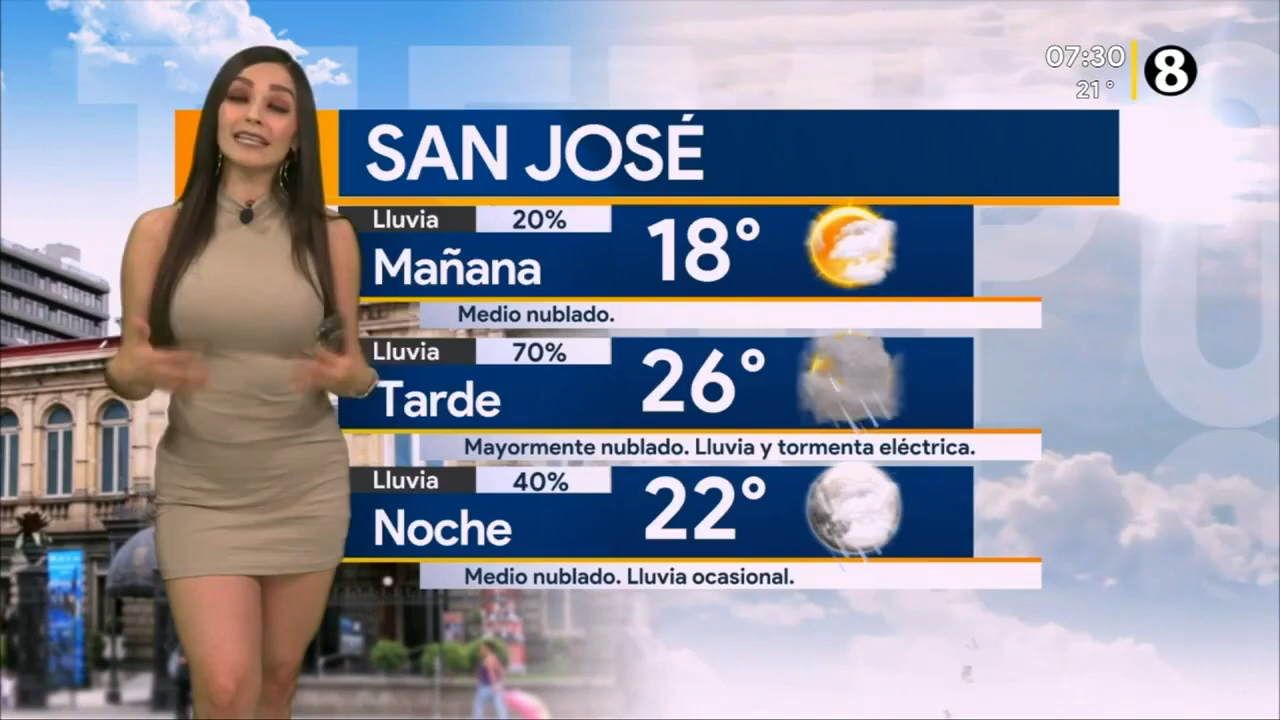 07:30
21°
8
SAN JOSÉ
Lluvia 20%
Mañana 18°
Medio nublado.
Lluvia 70%
Tarde 26°
Mayormente nublado. Lluvia y tormenta eléctrica.
Lluvia 40%
Noche 22°
Medio nublado. Lluvia ocasional.